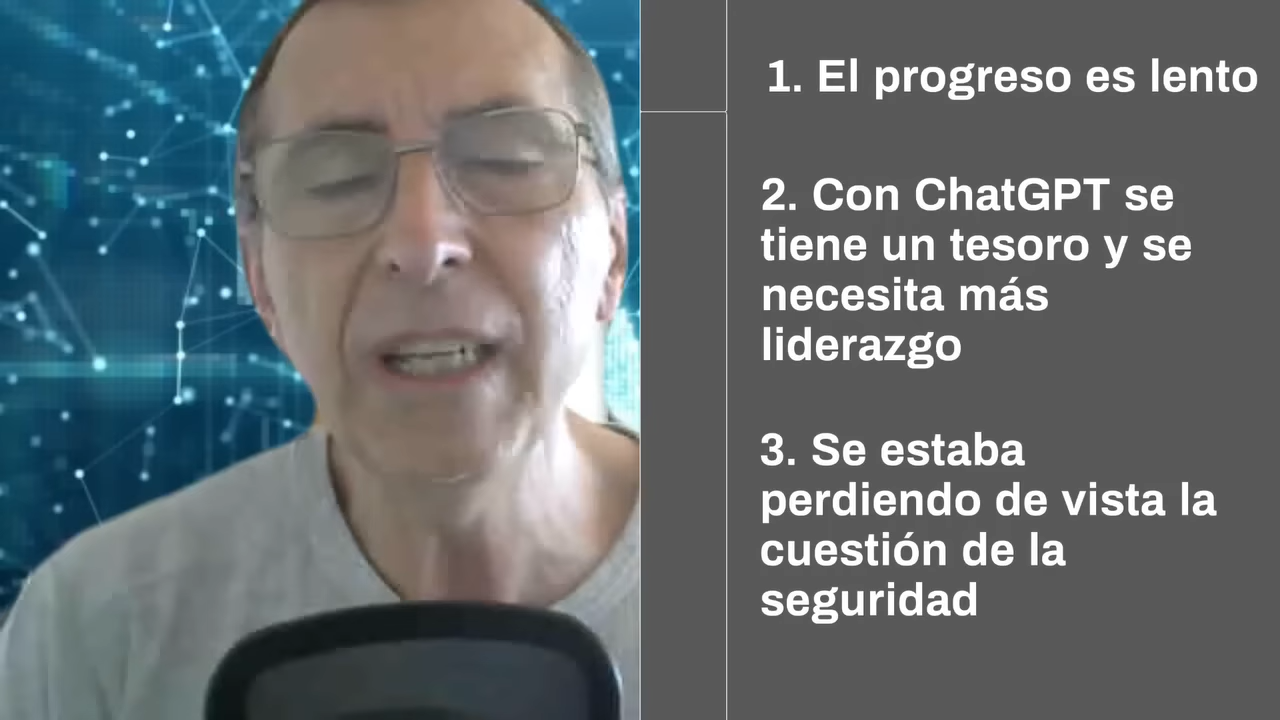 1. El progreso es lento
2. Con ChatGPT se
tiene un tesoro y se
necesita más
liderazgo
3. Se estaba
perdiendo de vista la
cuestión de la
seguridad